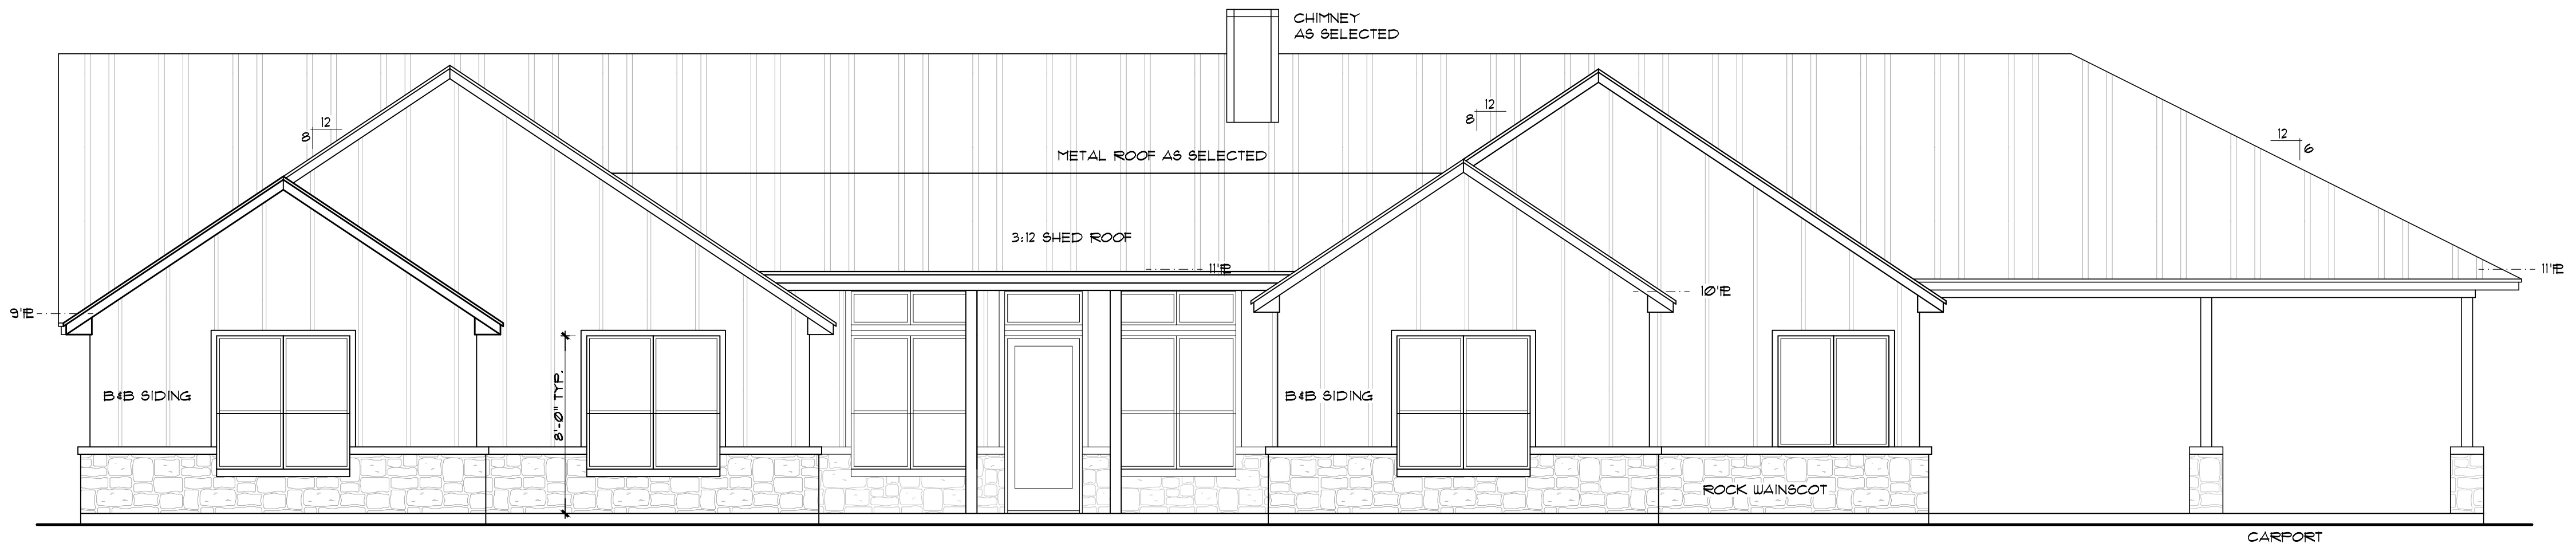 CHIMNEY
AS SELECTED
12
8
12
8
12
6
METAL ROOF AS SELECTED
3:12 SHED ROOF
11'PL
11'PL
10'PL
9'PL
8'-0" TYP.
B&B SIDING
B&B SIDING
ROCK WAINSCOT
CARPORT